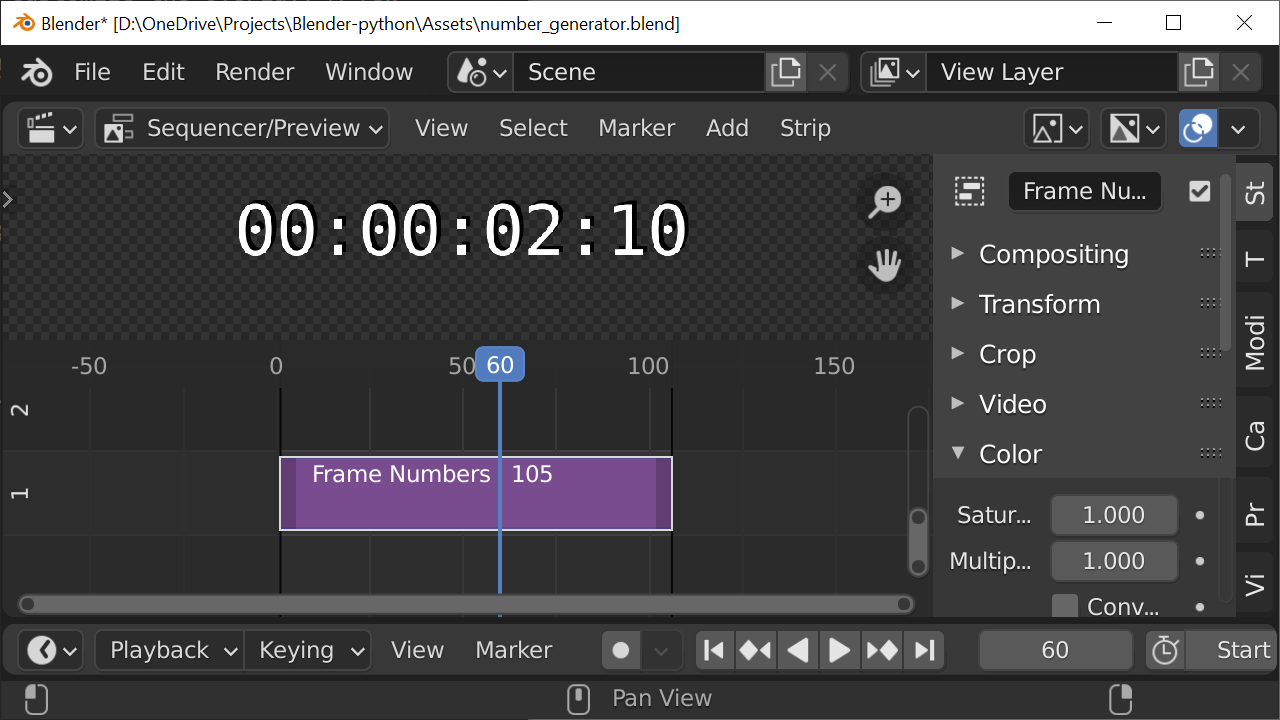 Blender* [D:\OneDrive\Projects\Blender-python\Assets\number_generator.blend]
File Edit Render Window Scene View Layer
Sequencer/Preview View Select Marker Add Strip
00:00:02:10
Frame Nu...
St
Compositing
T
Transform
Modi
Crop
Video
Ca
Color
Pr
Satur... 1.000
Multip... 1.000
Vi
Conv...
-50 0 50 60 100 150
2
1
Frame Numbers 105
Playback Keying View Marker 60 Start
Pan View